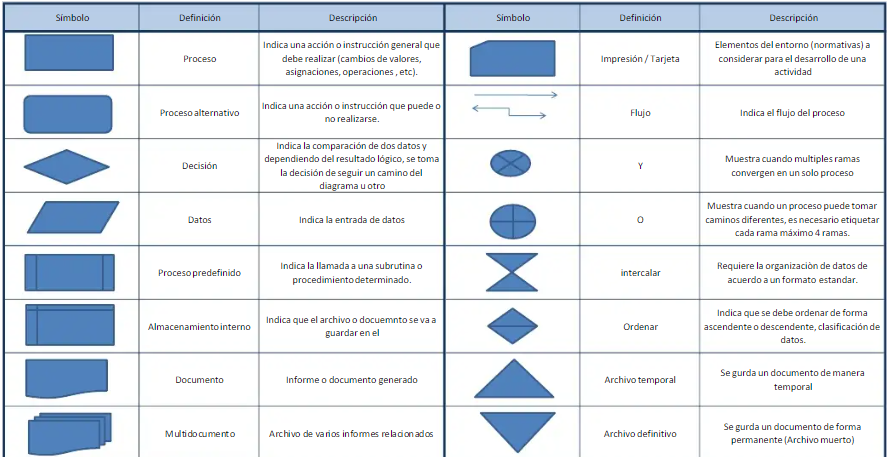 Símbolo
Definición
Descripción
Símbolo
Definición
Descripción
Proceso
Indica una acción o instrucción general que
debe realizar (cambios de valores,
asignaciones, operaciones , etc).
Impresión / Tarjeta
Elementos del entorno (normativas) a
considerar para el desarrollo de una
actividad
Proceso alternativo
Indica una acción o instrucción que puede o
no realizarse.
Flujo
Indica el flujo del proceso
Decisión
Indica la comparación de dos datos y
dependiendo del resultado lógico, se toma
la decisión de seguir un camino del
diagrama u otro
Y
Muestra cuando multiples ramas
convergen en un solo proceso
Datos
Indica la entrada de datos
O
Muestra cuando un proceso puede tomar
caminos diferentes, es necesario etiquetar
cada rama máximo 4 ramas.
Proceso predefinido
Indica la llamada a una subrutina o
procedimiento determinado.
intercalar
Requiere la organización de datos de
acuerdo a un formato estandar.
Almacenamiento interno
Indica que el archivo o docuemnto se va a
guardar en el
Ordenar
Indica que se debe ordenar de forma
ascendente o descendente, clasificación de
datos.
Documento
Informe o documento generado
Archivo temporal
Se gurda un documento de manera
temporal
Multidocumento
Archivo de varios informes relacionados
Archivo definitivo
Se gurda un documento de forma
permanente (Archivo muerto)